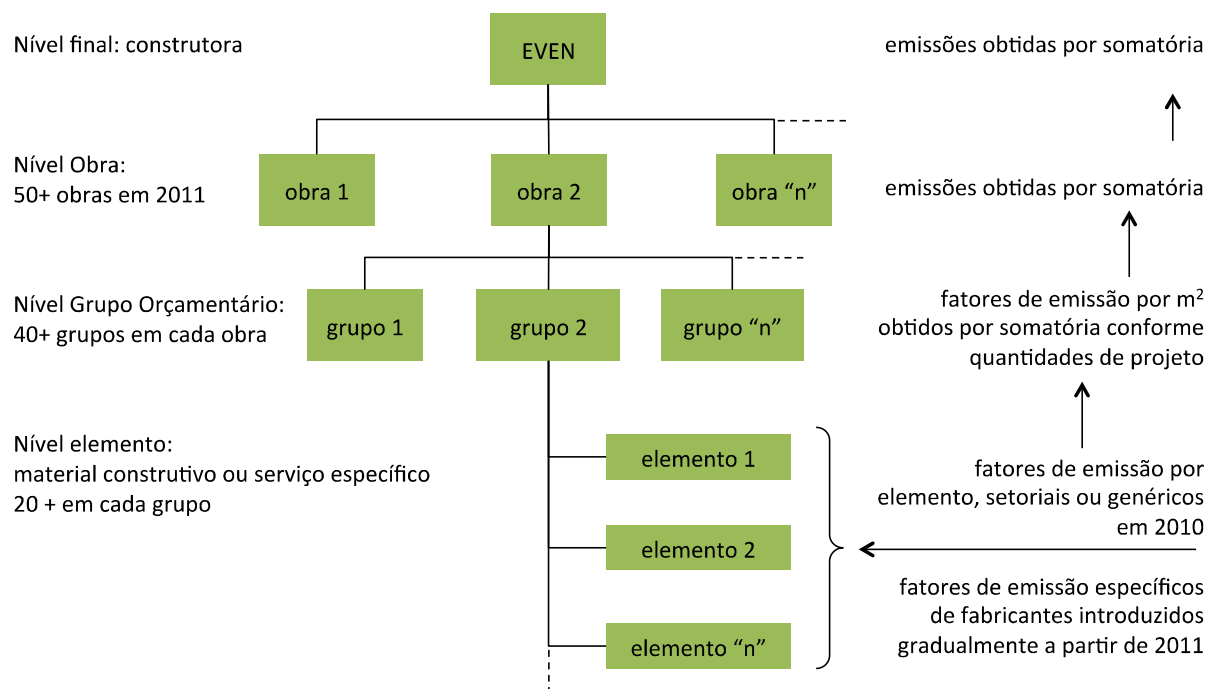 Nível final: construtora
EVEN
emissões obtidas por somatória
Nível Obra:
50+ obras em 2011
obra 1
obra 2
obra “n”
emissões obtidas por somatória
Nível Grupo Orçamentário:
40+ grupos em cada obra
grupo 1
grupo 2
grupo “n”
fatores de emissão por m²
obtidos por somatória conforme
quantidades de projeto
Nível elemento:
material construtivo ou serviço específico
20 + em cada grupo
elemento 1
elemento 2
elemento “n”
fatores de emissão por
elemento, setoriais ou genéricos
em 2010
fatores de emissão específicos
de fabricantes introduzidos
gradualmente a partir de 2011